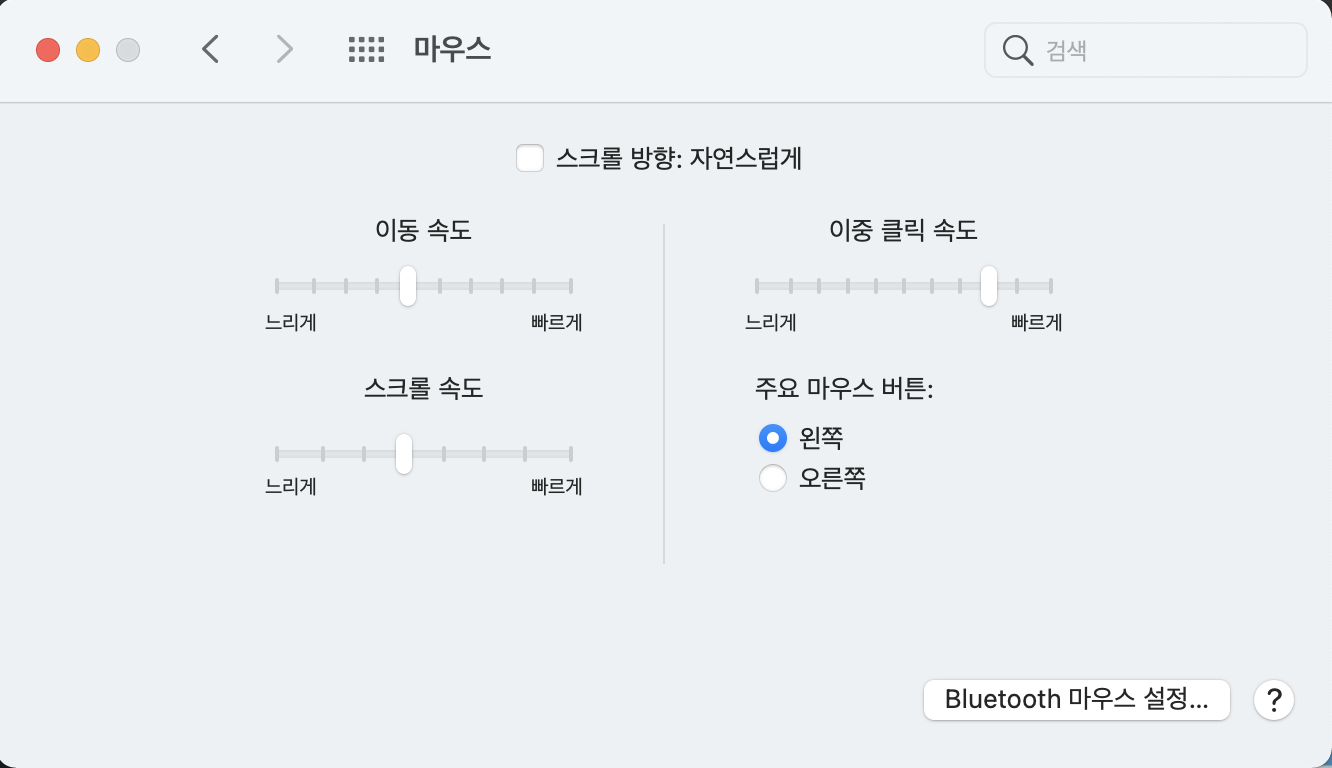 마우스
검색
스크롤 방향: 자연스럽게
이동 속도
느리게 빠르게
스크롤 속도
느리게 빠르게
이중 클릭 속도
느리게 빠르게
주요 마우스 버튼:
왼쪽
오른쪽
Bluetooth 마우스 설정...
?